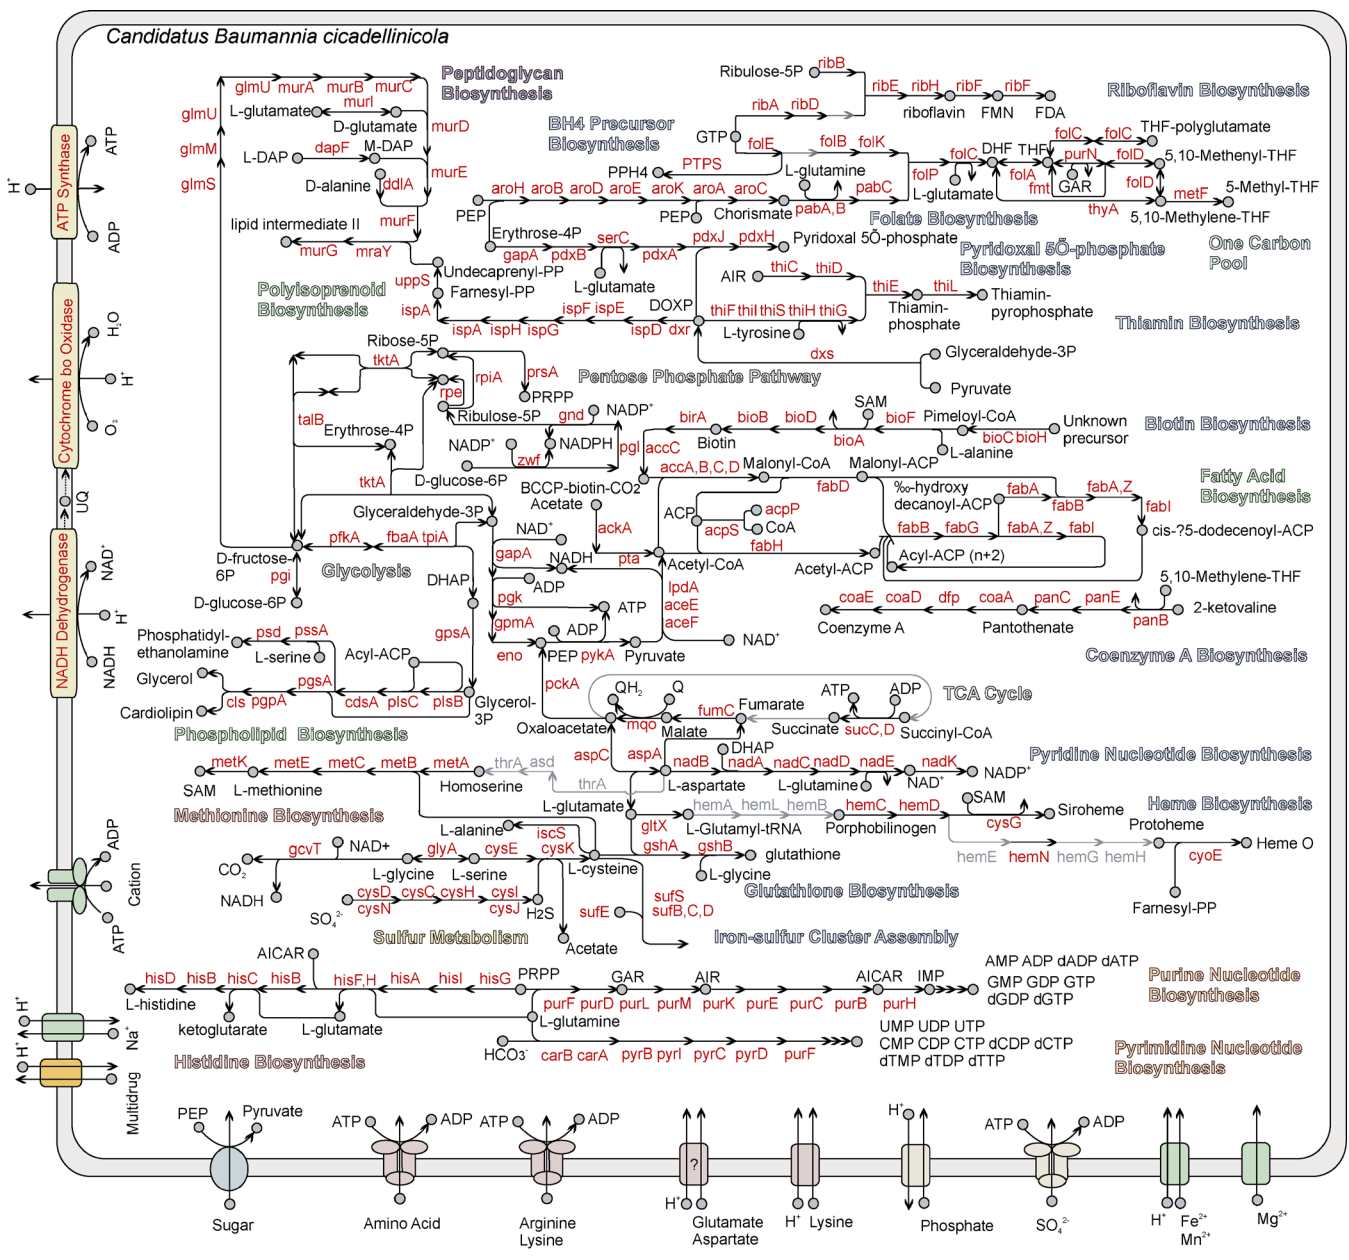 Candidatus Baumannia cicadellinicola
Peptidoglycan
Biosynthesis
glmU murA murB murC
glmU
glmM
glmS
L-glutamate
murI
D-glutamate
murD
L-DAP
dapF
M-DAP
D-alanine
ddlA
murE
murF
lipid intermediate II
murG mraY
Undecaprenyl-PP
uppS
Farnesyl-PP
ispA
Polyisoprenoid
Biosynthesis
ispA ispH ispG ispF ispE ispD dxr
DOXP
BH4 Precursor
Biosynthesis
Ribulose-5P
ribB
ribA ribD
ribE ribH ribF ribF
riboflavin FMN FDA
Riboflavin Biosynthesis
GTP
folE folB folK
PPH4
PTPS
L-glutamine
folC
folP
L-glutamate
DHF THF
folA
fmt
folC folC
THF-polyglutamate
purN
GAR
folD
5,10-Methenyl-THF
folD
metF
5-Methyl-THF
thyA
5,10-Methylene-THF
One Carbon
Pool
aroH aroB aroD aroE aroK aroA aroC
PEP
PEP
Chorismate
pabA,B
pabC
Folate Biosynthesis
Erythrose-4P
gapA pdxB
serC
pdxA
pdxJ pdxH
L-glutamate
Pyridoxal 5Õ-phosphate
Pyridoxal 5Õ-phosphate
Biosynthesis
AIR
thiC thiD
thiE thiL
thiF thiI thiS thiH thiG
L-tyrosine
Thiamin-
phosphate
Thiamin-
pyrophosphate
Thiamin Biosynthesis
dxs
Glyceraldehyde-3P
Pyruvate
Ribose-5P
tktA
rpiA
rpe
prsA
PRPP
Pentose Phosphate Pathway
talB
Erythrose-4P
Ribulose-5P
gnd
NADP+
NADP+
NADPH
zwf
pgl
D-glucose-6P
tktA
Glyceraldehyde-3P
birA bioB bioD
SAM
bioF
Pimeloyl-CoA
Unknown
precursor
Biotin
bioA
bioC bioH
L-alanine
Biotin Biosynthesis
accC
accA,B,C,D
Malonyl-CoA
Malonyl-ACP
fabD
BCCP-biotin-CO2
Acetate
ackA
ACP
acpP
acpS
CoA
fabH
pta
Acetyl-CoA
Acetyl-ACP
‰-hydroxy
decanoyl-ACP
fabA
fabB
fabA,Z
fabI
fabB fabG fabA,Z fabI
Acyl-ACP (n+2)
cis-?5-dodecenoyl-ACP
Fatty Acid
Biosynthesis
D-fructose-
6P
pfkA fbaA tpiA
Glycolysis
pgi
D-glucose-6P
DHAP
gpsA
NAD+
gapA
NADH
ADP
pgk
ATP
gpmA
ADP
eno
PEP pykA
Pyruvate
lpdA
aceE
aceF
NAD+
pckA
5,10-Methylene-THF
coaE coaD dfp coaA panC panE
panB
2-ketovaline
Coenzyme A
Pantothenate
Coenzyme A Biosynthesis
Phosphatidyl-
ethanolamine
psd pssA
L-serine
Acyl-ACP
Glycerol
pgsA
cls pgpA
cdsA plsC plsB
Glycerol-
3P
Cardiolipin
Phospholipid Biosynthesis
QH2 Q
Oxaloacetate
mqo
Malate
fumC
Fumarate
ATP ADP
Succinate
sucC,D
Succinyl-CoA
TCA Cycle
aspC
aspA
DHAP
nadB nadA nadC nadD nadE nadK
L-aspartate
L-glutamine
NAD+
NADP+
Pyridine Nucleotide Biosynthesis
metK metE metC metB metA
thrA asd
thrA
SAM
L-methionine
Homoserine
Methionine Biosynthesis
L-glutamate
gltX
hemA hemL hemB
hemC hemD
L-Glutamyl-tRNA
Porphobilinogen
SAM
cysG
Siroheme
Heme Biosynthesis
hemE hemN hemG hemH
Protoheme
cyoE
Heme O
Farnesyl-PP
L-alanine
iscS
gshA gshB
glutathione
L-glycine
Glutathione Biosynthesis
gcvT
NAD+
CO2
NADH
glyA cysE cysK
L-glycine
L-serine
L-cysteine
cysD cysC cysH cysI
cysN
cysJ
SO4 2-
H2S
Acetate
Sulfur Metabolism
sufS
sufE
sufB,C,D
Iron-sulfur Cluster Assembly
AICAR
hisD hisB hisC hisB hisF,H hisA hisI hisG
PRPP
L-histidine
ketoglutarate
L-glutamate
L-glutamine
Histidine Biosynthesis
GAR AIR AICAR IMP
purF purD purL purM purK purE purC purB purH
AMP ADP dADP dATP
GMP GDP GTP
dGDP dGTP
Purine Nucleotide
Biosynthesis
HCO3-
carB carA pyrB pyrI pyrC pyrD purF
UMP UDP UTP
CMP CDP CTP dCDP dCTP
dTMP dTDP dTTP
Pyrimidine Nucleotide
Biosynthesis
H+
ATP Synthase
ATP
ADP
Cytochrome bo Oxidase
H2O
H+
O2
UQ
NADH Dehydrogenase
NAD+
H+
NADH
ADP
Cation
ATP
H+
Na+
H+
Multidrug
PEP
Pyruvate
Sugar
ATP
ADP
Amino Acid
ATP
ADP
Arginine
Lysine
?
H+
Glutamate
Aspartate
H+ Lysine
H+
Phosphate
ATP
ADP
SO4 2-
H+
Fe2+
Mn2+
Mg2+